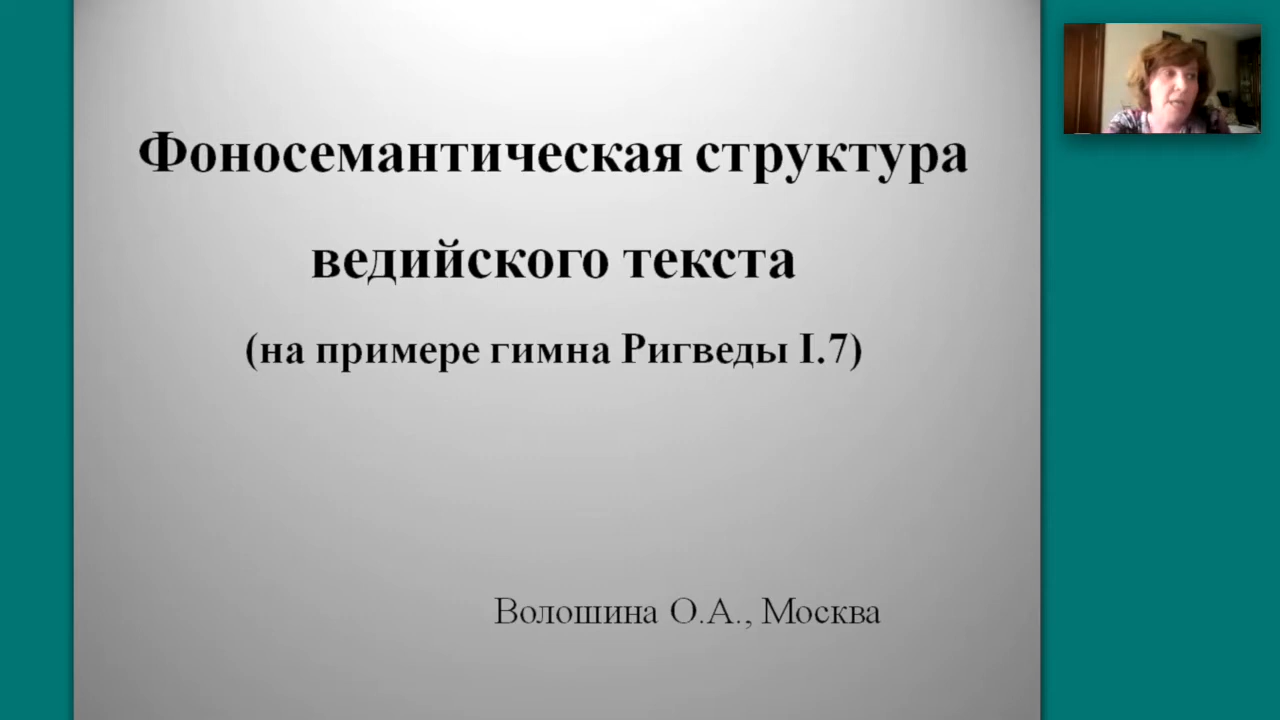 Фоносемантическая структура
ведийского текста
(на примере гимна Ригведы I.7)
Волошина О.А., Москва